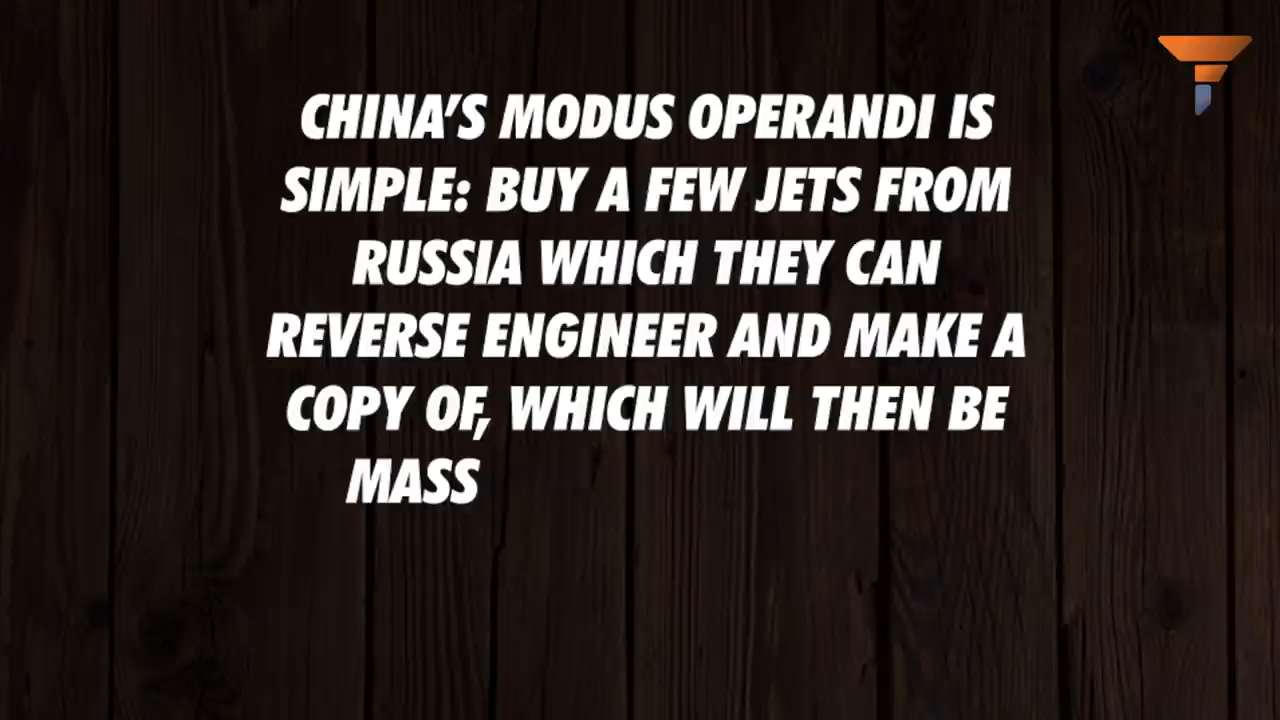 CHINA'S MODUS OPERANDI IS
SIMPLE: BUY A FEW JETS FROM
RUSSIA WHICH THEY CAN
REVERSE ENGINEER AND MAKE A
COPY OF, WHICH WILL THEN BE
MASS